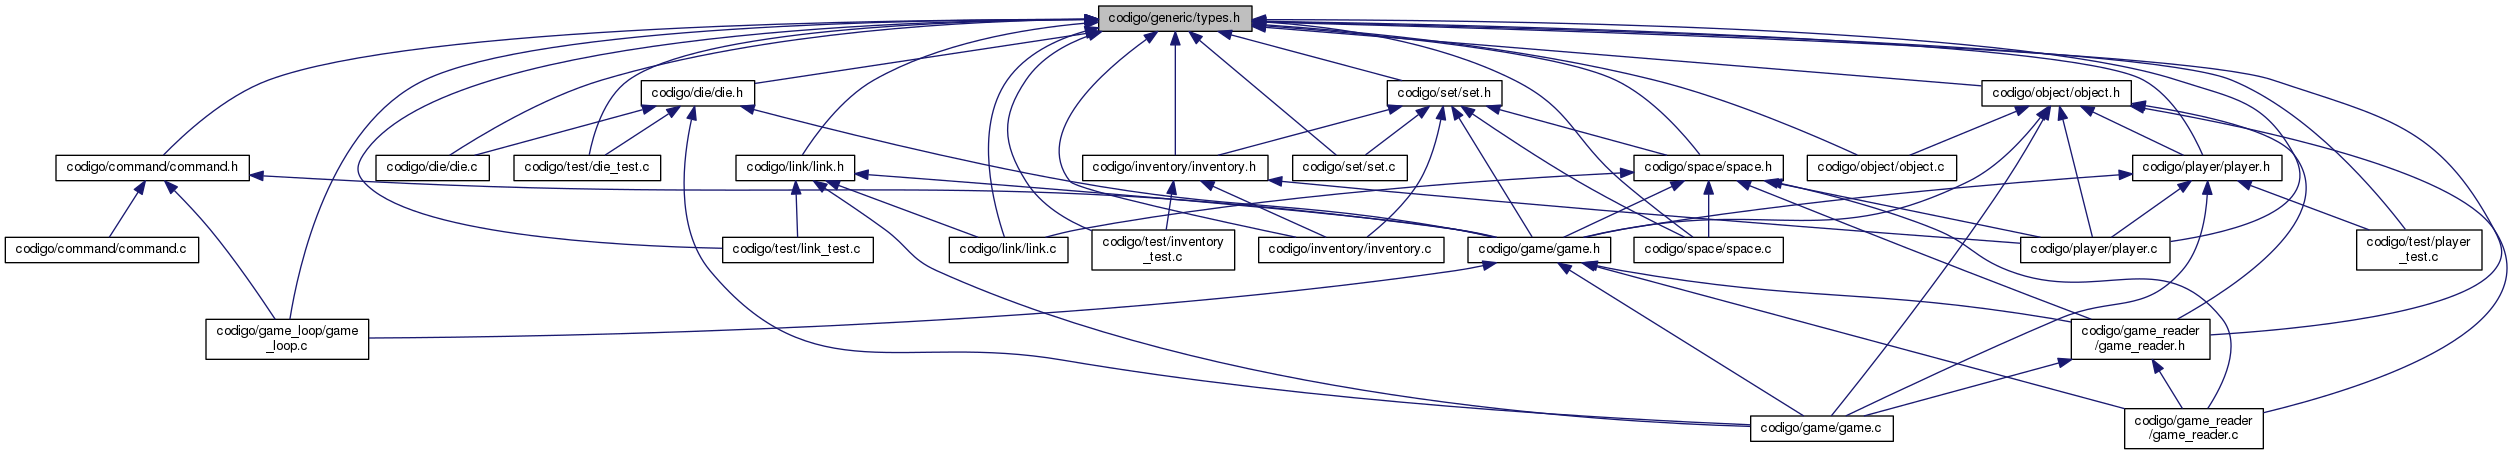 codigo/generic/types.h
codigo/die/die.h
codigo/set/set.h
codigo/object/object.h
codigo/command/command.h
codigo/die/die.c
codigo/test/die_test.c
codigo/link/link.h
codigo/inventory/inventory.h
codigo/set/set.c
codigo/space/space.h
codigo/object/object.c
codigo/player/player.h
codigo/command/command.c
codigo/test/link_test.c
codigo/link/link.c
codigo/test/inventory
_test.c
codigo/inventory/inventory.c
codigo/game/game.h
codigo/space/space.c
codigo/player/player.c
codigo/test/player
_test.c
codigo/game_loop/game
_loop.c
codigo/game_reader
/game_reader.h
codigo/game/game.c
codigo/game_reader
/game_reader.c